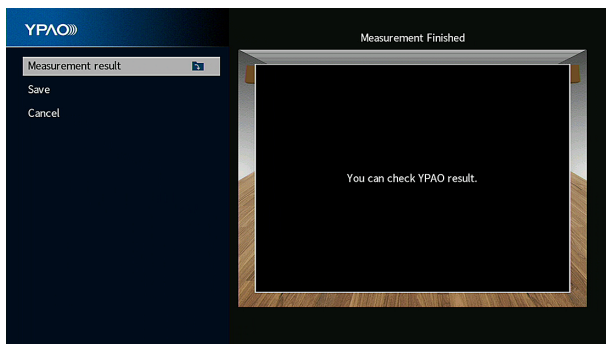 YPAO
Measurement Finished
Measurement result
Save
Cancel
You can check YPAO result.